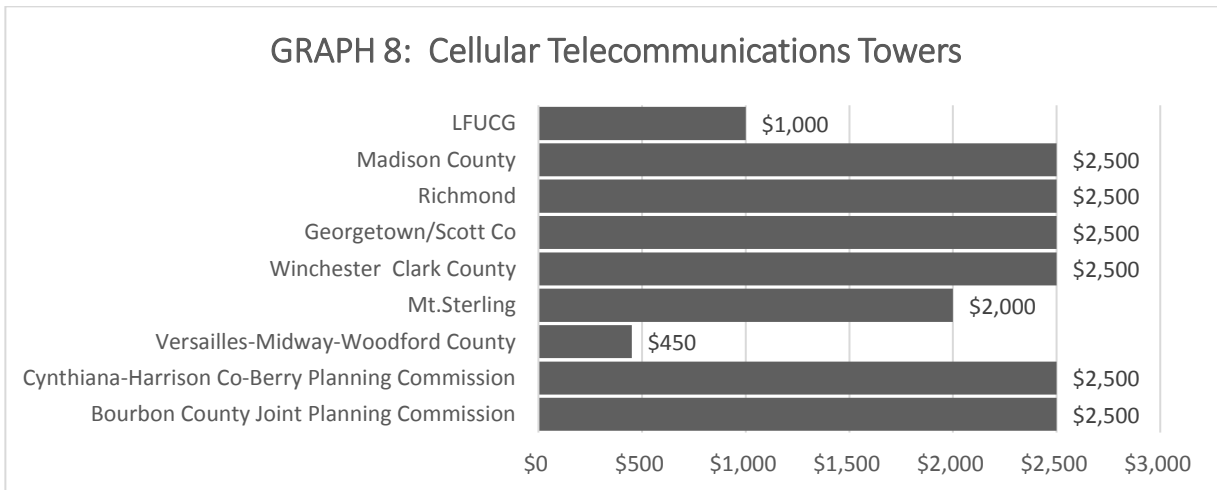 GRAPH 8: Cellular Telecommunications Towers
LFUCG $1,000
Madison County $2,500
Richmond $2,500
Georgetown/Scott Co $2,500
Winchester Clark County $2,500
Mt.Sterling $2,000
Versailles-Midway-Woodford County $450
Cynthiana-Harrison Co-Berry Planning Commission $2,500
Bourbon County Joint Planning Commission $2,500
$0 $500 $1,000 $1,500 $2,000 $2,500 $3,000